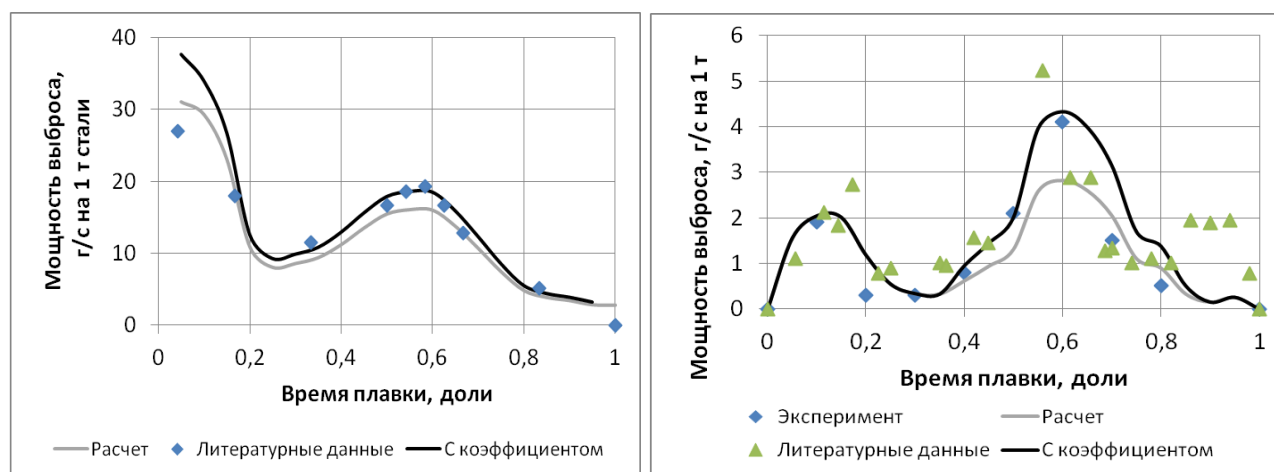 Мощность выброса,
г/с на 1 т стали
40
30
20
10
0
0
0,2
0,4
0,6
0,8
1
Время плавки, доли
Расчет
Литературные данные
С коэффициентом
Мощность выброса, г/с на 1 т
6
5
4
3
2
1
0
0
0,2
0,4
0,6
0,8
1
Время плавки, доли
Эксперимент
Расчет
Литературные данные
С коэффициентом